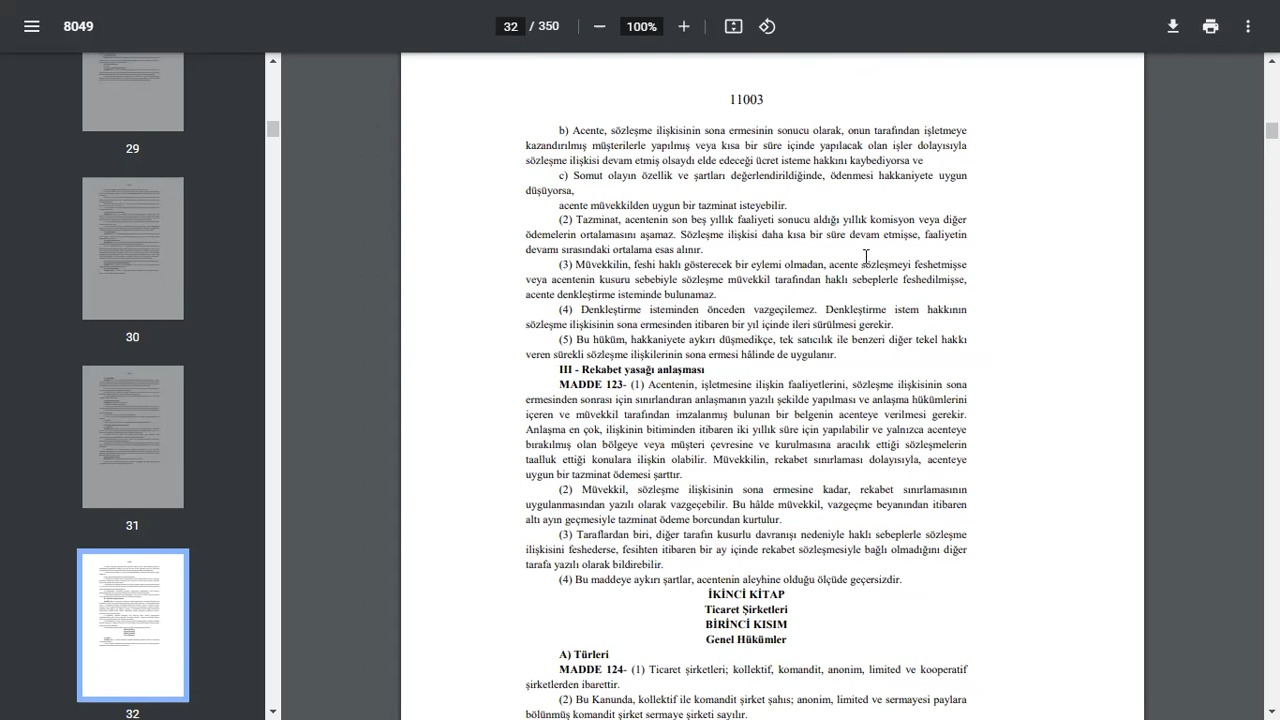 8049
32 / 350
100%
29
30
31
32
11003
b) Acente, sözleşme ilişkisinin sona ermesinin sonucu olarak, onun tarafından işletmeye
kazandırılmış müşterilerle yapılmış veya kısa bir süre içinde yapılacak olan işler dolayısıyla
sözleşme ilişkisi devam etmiş olsaydı elde edeceği ücret isteme hakkını kaybediyorsa ve
c) Somut olayın özellik ve şartları değerlendirildiğinde, ödenmesi hakkaniyete uygun
düşüyorsa,
acente müvekkilden uygun bir tazminat isteyebilir.
(2) Tazminat, acentenin son beş yıllık faaliyeti sonucu aldığı yıllık komisyon veya diğer
ödemelerin ortalamasını aşamaz. Sözleşme ilişkisi daha kısa bir süre devam etmişse, faaliyetin
devamı sırasındaki ortalama esas alınır.
(3) Müvekkilin, feshi haklı gösterecek bir eylemi olmadan, acente sözleşmeyi feshetmişse
veya acentenin kusuru sebebiyle sözleşme müvekkil tarafından haklı sebeplerle feshedilmişse,
acente denkleştirme isteminde bulunamaz.
(4) Denkleştirme isteminden önceden vazgeçilemez. Denkleştirme istem hakkının
sözleşme ilişkisinin sona ermesinden itibaren bir yıl içinde ileri sürülmesi gerekir.
(5) Bu hüküm, hakkaniyete aykırı düşmedikçe, tek satıcılık ile benzeri diğer tekel hakkı
veren sürekli sözleşme ilişkilerinin sona ermesi hâlinde de uygulanır.
III - Rekabet yasağı anlaşması
MADDE 123- (1) Acentenin, işletmesine ilişkin faaliyetlerini, sözleşme ilişkisinin sona
ermesinden sonrası için sınırlandıran anlaşmanın yazılı şekilde yapılması ve anlaşma hükümlerini
içeren ve müvekkil tarafından imzalanmış bulunan bir belgenin acenteye verilmesi gerekir.
Anlaşma en çok, ilişkinin bitiminden itibaren iki yıllık süre için yapılabilir ve yalnızca acenteye
bırakılmış olan bölgeye veya müşteri çevresine ve kurulmasına aracılık ettiği sözleşmelerin
taalluk ettiği konulara ilişkin olabilir. Müvekkilin, rekabet sınırlaması dolayısıyla, acenteye
uygun bir tazminat ödemesi şarttır.
(2) Müvekkil, sözleşme ilişkisinin sona ermesine kadar, rekabet sınırlamasının
uygulanmasından yazılı olarak vazgeçebilir. Bu hâlde müvekkil, vazgeçme beyanından itibaren
altı ayın geçmesiyle tazminat ödeme borcundan kurtulur.
(3) Taraflardan biri, diğer tarafın kusurlu davranışı nedeniyle haklı sebeplerle sözleşme
ilişkisini feshederse, fesihten itibaren bir ay içinde rekabet sözleşmesiyle bağlı olmadığını diğer
tarafa yazılı olarak bildirebilir.
(4) Bu maddeye aykırı şartlar, acentenin aleyhine olduğu ölçüde geçersizdir.
İKİNCİ KİTAP
Ticaret Şirketleri
BİRİNCİ KISIM
Genel Hükümler
A) Türleri
MADDE 124- (1) Ticaret şirketleri; kollektif, komandit, anonim, limited ve kooperatif
şirketlerden ibarettir.
(2) Bu Kanunda, kollektif ile komandit şirket şahıs; anonim, limited ve sermayesi paylara
bölünmüş komandit şirket sermaye şirketi sayılır.